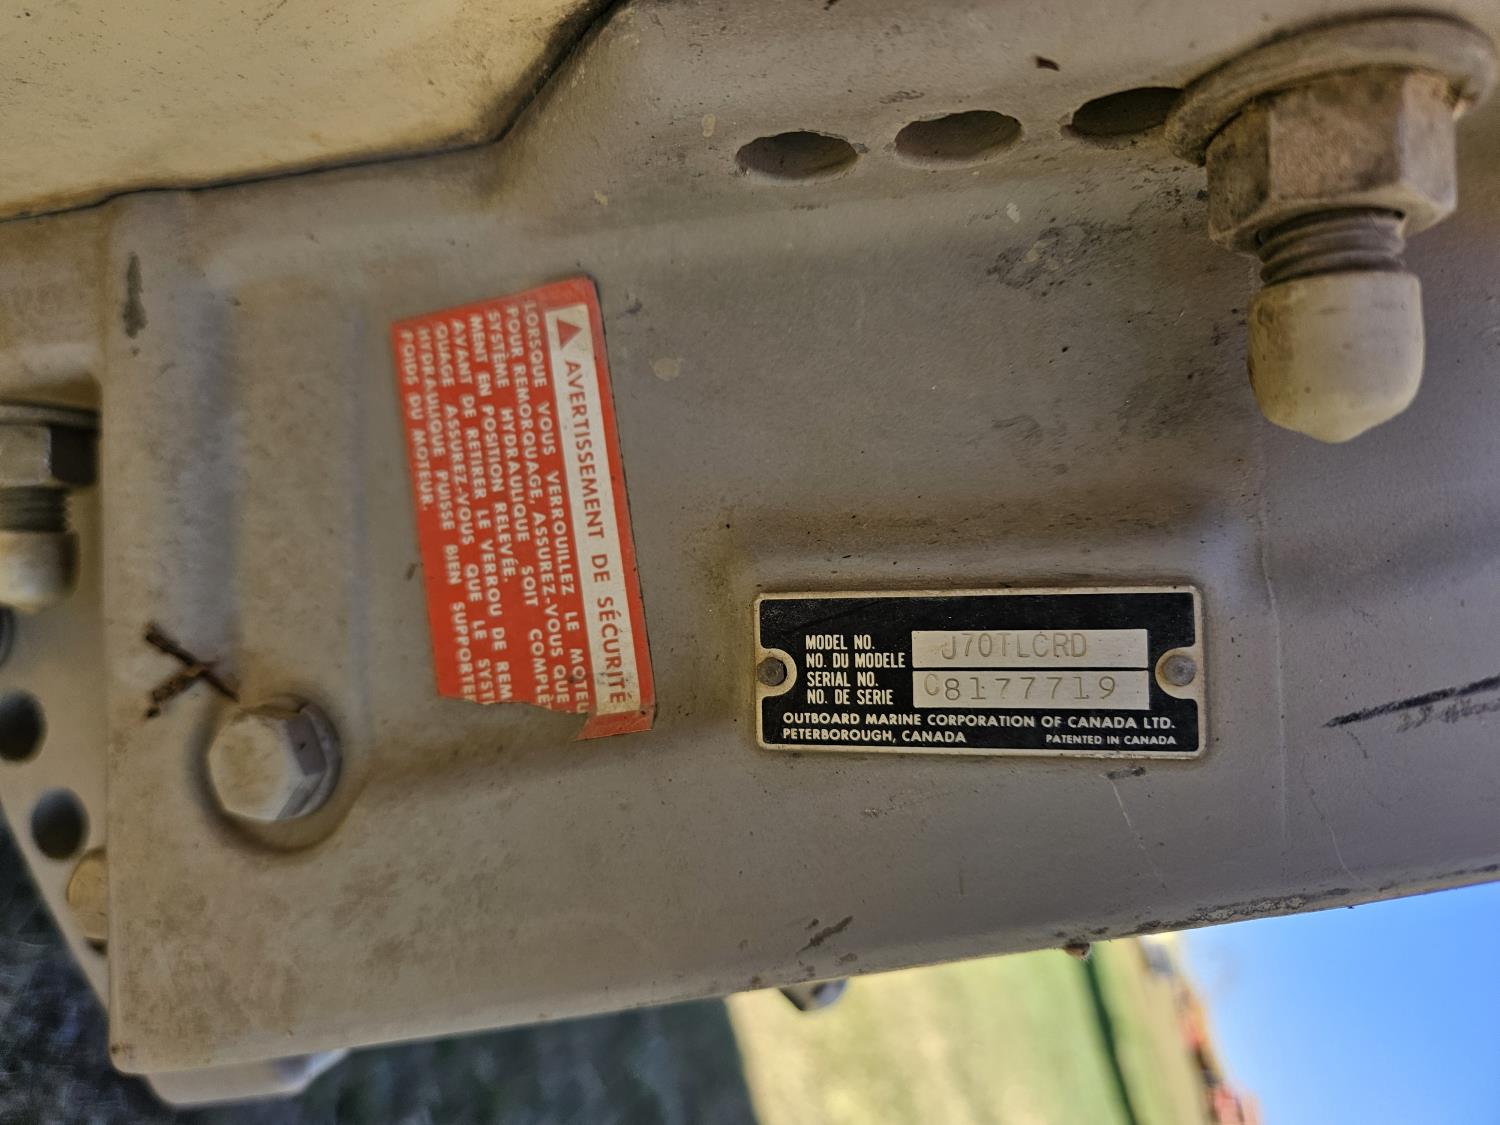 AVERTISSEMENT DE SÉCURITÉ
LORSQUE VOUS VERROUILLEZ LE MOTEU
POUR REMORQUAGE, ASSUREZ-VOUS QUE
SYSTÈME HYDRAULIQUE SOIT COMPLÈ
MENT EN POSITION RELEVÉE.
AVANT DE RETIRER LE VERROU DE REM
QUAGE ASSUREZ-VOUS QUE LE SYST
HYDRAULIQUE PUISSE BIEN SUPPORTE
POIDS DU MOTEUR.
MODEL NO.
NO. DU MODELE J70TLCRD
SERIAL NO.
NO. DE SERIE C8177719
OUTBOARD MARINE CORPORATION OF CANADA LTD.
PETERBOROUGH, CANADA PATENTED IN CANADA